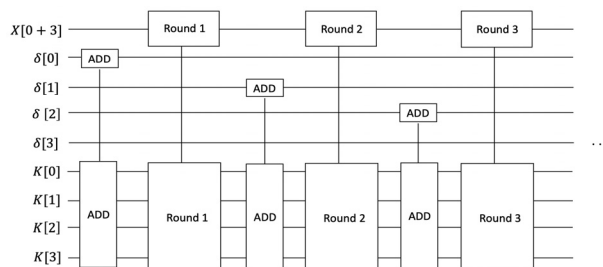 X[0 + 3] Round 1 Round 2 Round 3
δ[0] ADD
δ[1] ADD
δ [2] ADD
δ[3] ..
K[0]
K[1]
ADD Round 1 ADD Round 2 ADD Round 3
K[2]
K[3]